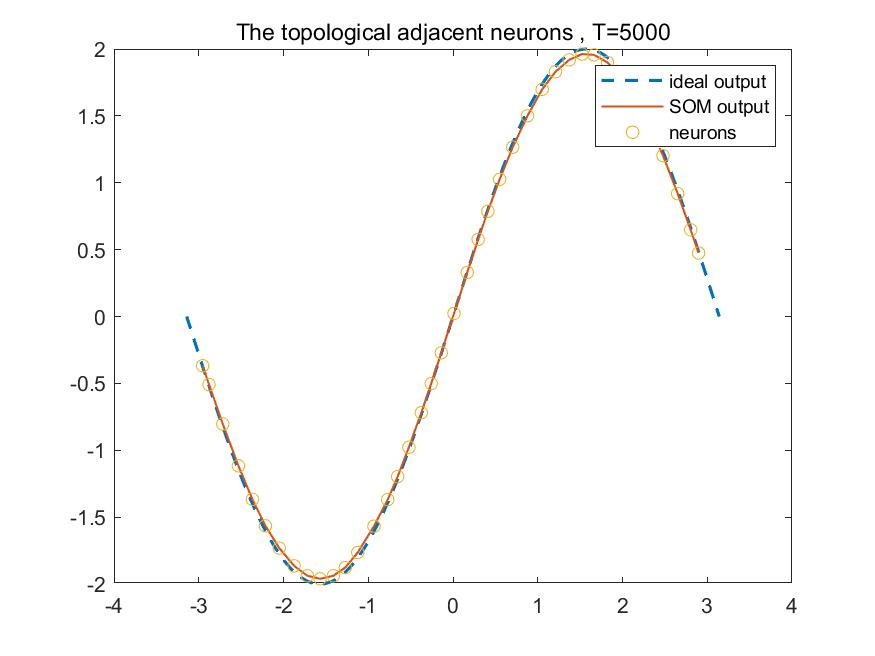 The topological adjacent neurons , T=5000
2
1.5
1
0.5
0
-0.5
-1
-1.5
-2
-4 -3 -2 -1 0 1 2 3 4
ideal output
SOM output
neurons